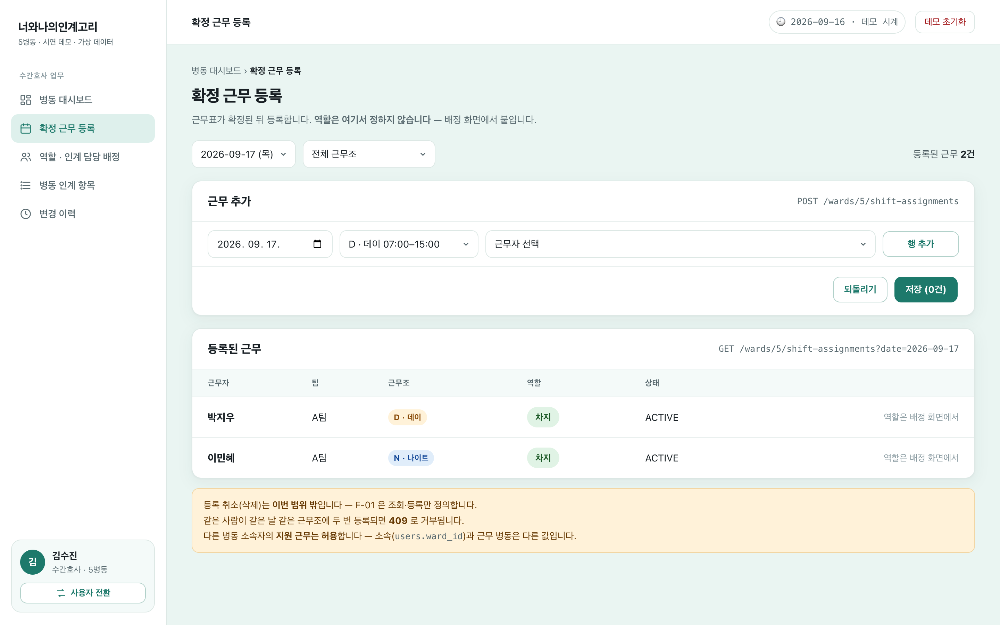 너와나의인계고리
5병동 · 시연 데모 · 가상 데이터
수간호사 업무
병동 대시보드
확정 근무 등록
역할 · 인계 담당 배정
병동 인계 항목
변경 이력
김
김수진
수간호사 · 5병동
사용자 전환
확정 근무 등록
2026-09-16 · 데모 시계
데모 초기화
병동 대시보드 › 확정 근무 등록
확정 근무 등록
근무표가 확정된 뒤 등록합니다. 역할은 여기서 정하지 않습니다 — 배정 화면에서 붙입니다.
2026-09-17 (목)
전체 근무조
등록된 근무 2건
근무 추가
POST /wards/5/shift-assignments
2026. 09. 17.
D · 데이 07:00–15:00
근무자 선택
행 추가
되돌리기
저장 (0건)
등록된 근무
GET /wards/5/shift-assignments?date=2026-09-17
근무자 팀 근무조 역할 상태
박지우 A팀 D · 데이 차지 ACTIVE 역할은 배정 화면에서
이민혜 A팀 N · 나이트 차지 ACTIVE 역할은 배정 화면에서
등록 취소(삭제)는 이번 범위 밖입니다 — F-01 은 조회·등록만 정의합니다.
같은 사람이 같은 날 같은 근무조에 두 번 등록되면 409 로 거부됩니다.
다른 병동 소속자의 지원 근무는 허용합니다 — 소속(users.ward_id)과 근무 병동은 다른 값입니다.